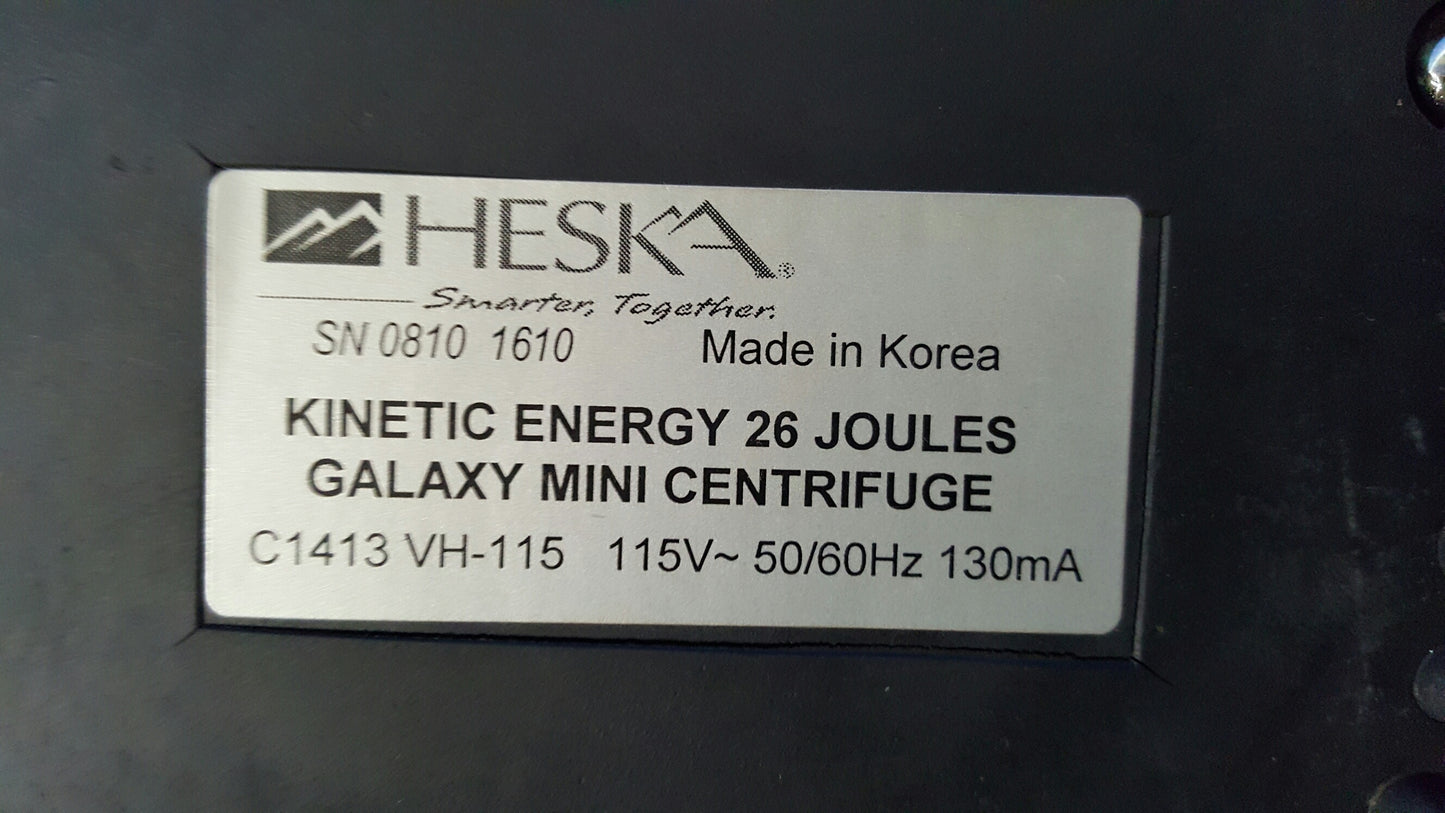 HESKA®
Smarter, Together.
SN 0810 1610 Made in Korea
KINETIC ENERGY 26 JOULES
GALAXY MINI CENTRIFUGE
C1413 VH-115 115V~ 50/60Hz 130mA